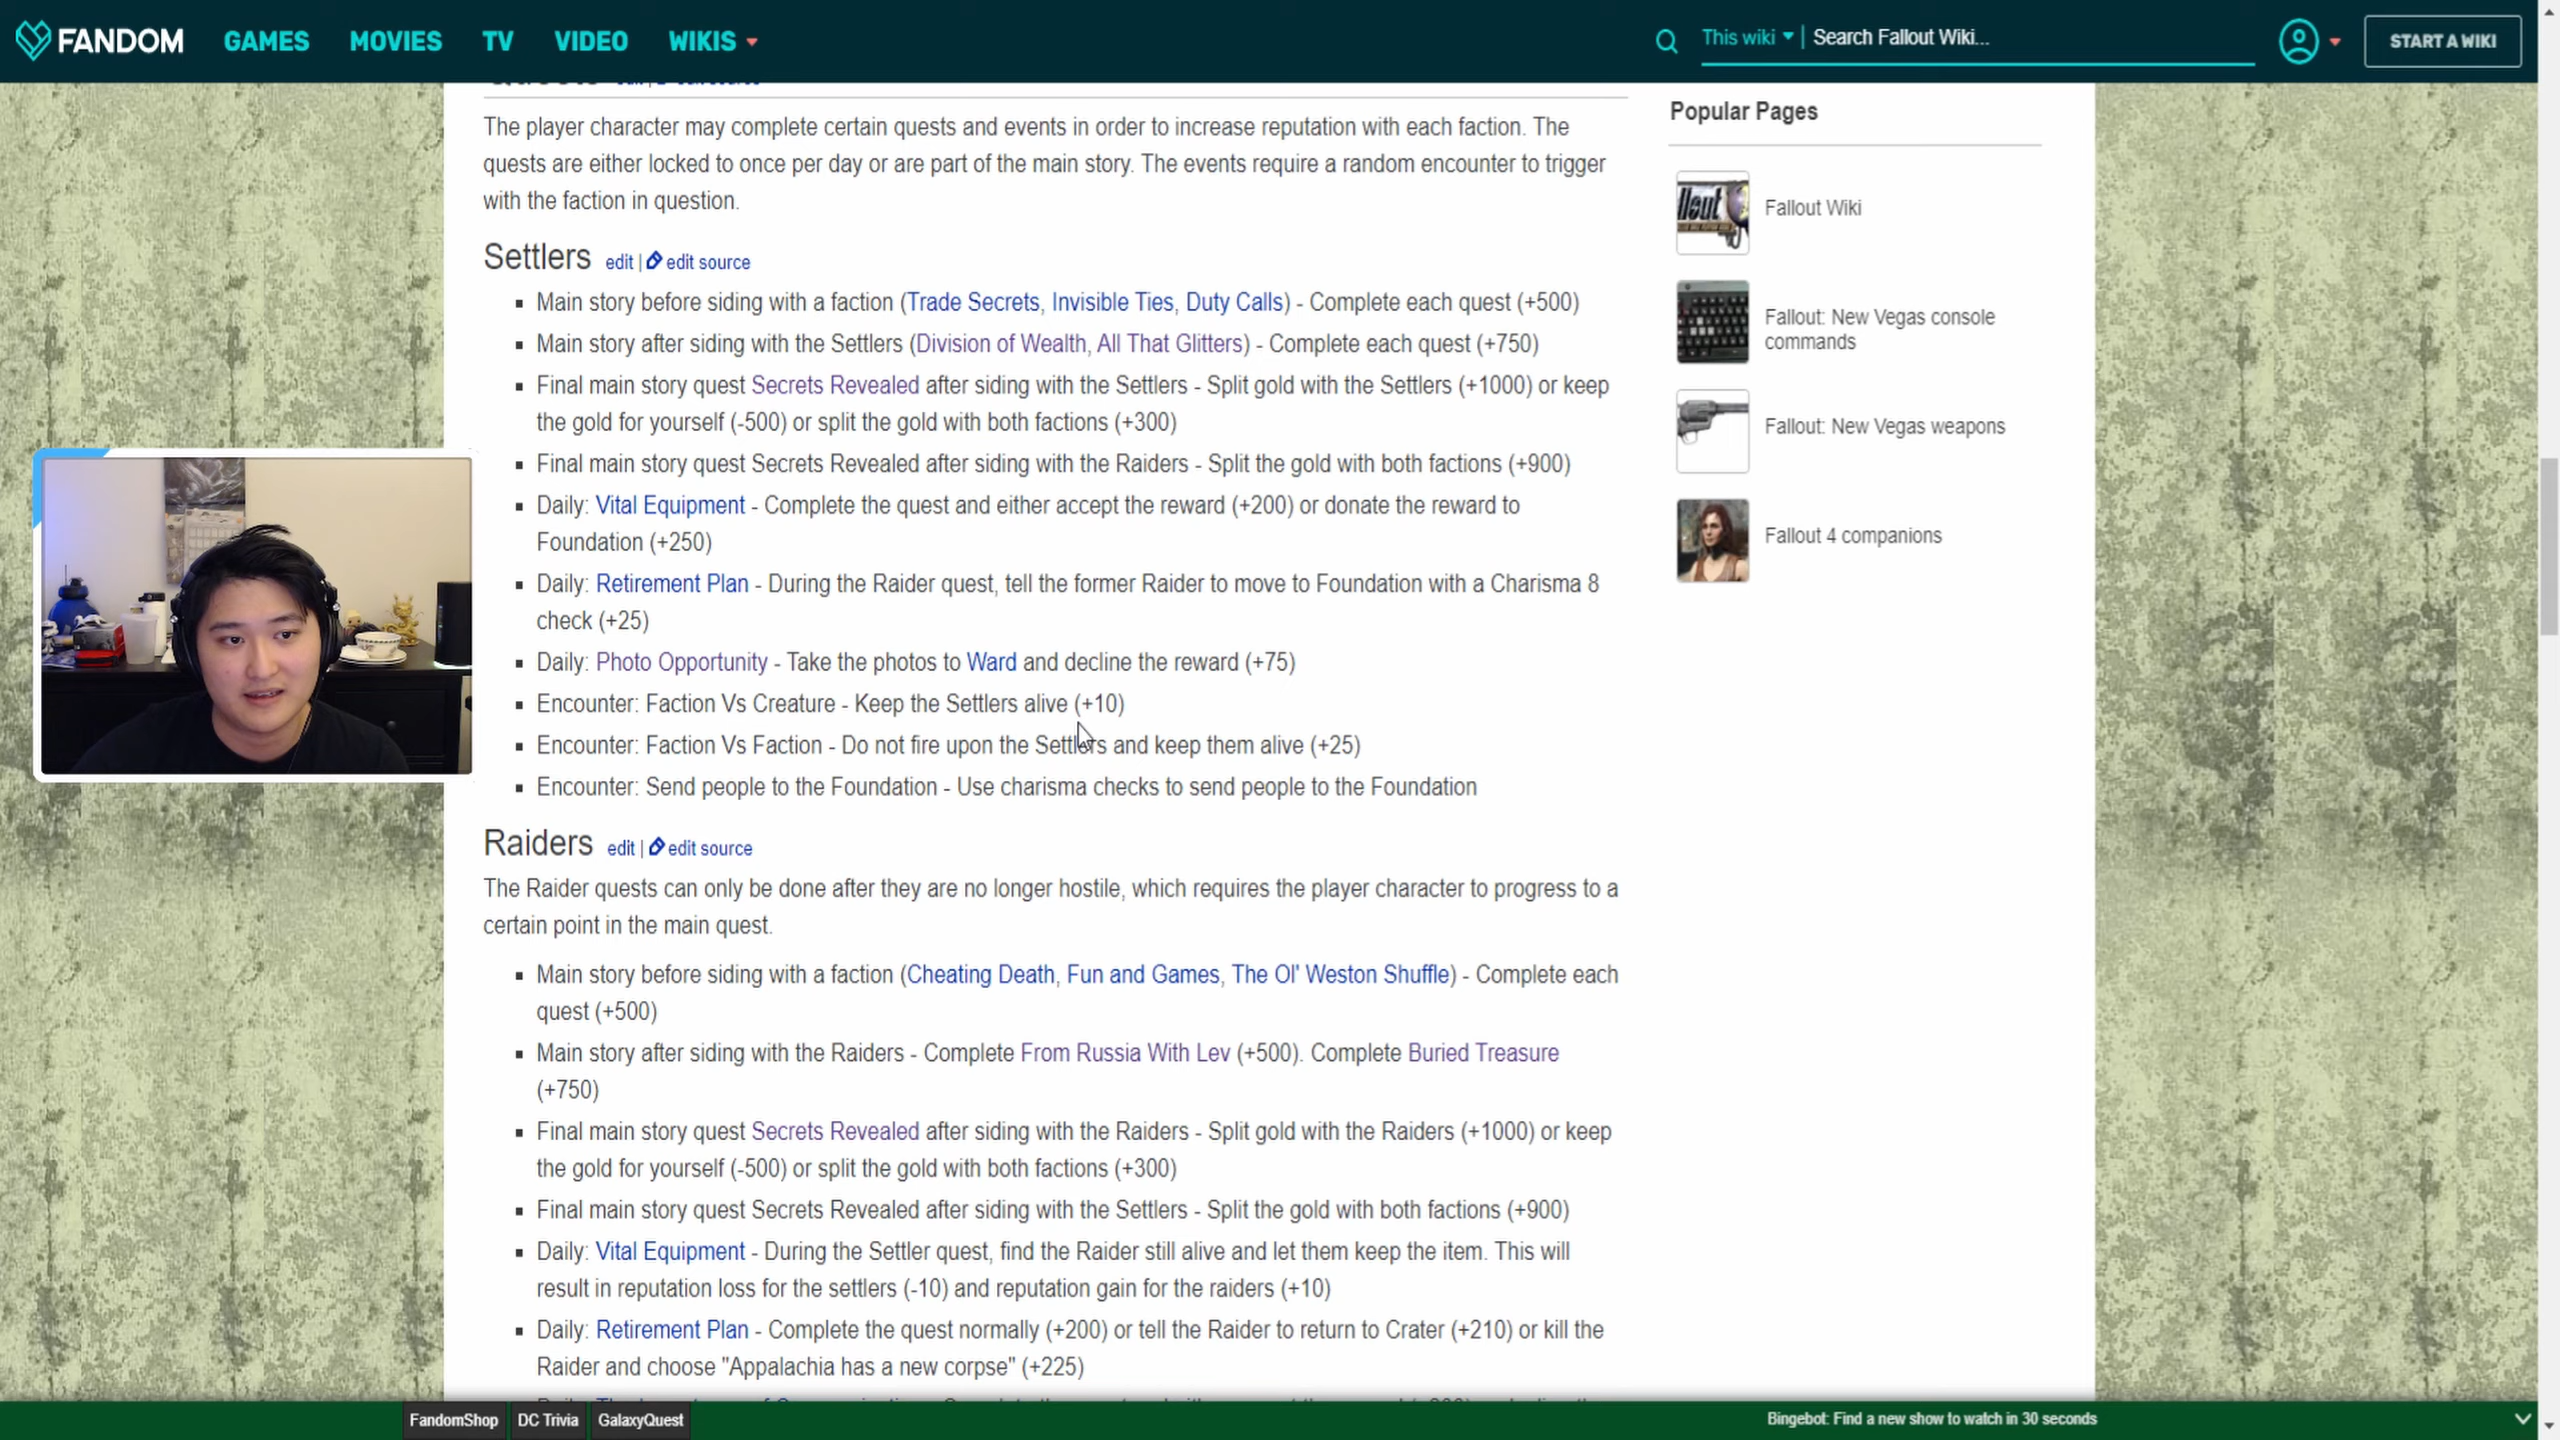 FANDOM GAMES MOVIES TV VIDEO WIKIS This wiki Search Fallout Wiki... START A WIKI
The player character may complete certain quests and events in order to increase reputation with each faction. The
quests are either locked to once per day or are part of the main story. The events require a random encounter to trigger
with the faction in question.
Settlers edit | edit source
Main story before siding with a faction (Trade Secrets, Invisible Ties, Duty Calls) - Complete each quest (+500)
Main story after siding with the Settlers (Division of Wealth, All That Glitters) - Complete each quest (+750)
Final main story quest Secrets Revealed after siding with the Settlers - Split gold with the Settlers (+1000) or keep
the gold for yourself (-500) or split the gold with both factions (+300)
Final main story quest Secrets Revealed after siding with the Raiders - Split the gold with both factions (+900)
Daily: Vital Equipment - Complete the quest and either accept the reward (+200) or donate the reward to
Foundation (+250)
Daily: Retirement Plan - During the Raider quest, tell the former Raider to move to Foundation with a Charisma 8
check (+25)
Daily: Photo Opportunity - Take the photos to Ward and decline the reward (+75)
Encounter: Faction Vs Creature - Keep the Settlers alive (+10)
Encounter: Faction Vs Faction - Do not fire upon the Settlers and keep them alive (+25)
Encounter: Send people to the Foundation - Use charisma checks to send people to the Foundation
Raiders edit | edit source
The Raider quests can only be done after they are no longer hostile, which requires the player character to progress to a
certain point in the main quest.
Main story before siding with a faction (Cheating Death, Fun and Games, The Ol' Weston Shuffle) - Complete each
quest (+500)
Main story after siding with the Raiders - Complete From Russia With Lev (+500). Complete Buried Treasure
(+750)
Final main story quest Secrets Revealed after siding with the Raiders - Split gold with the Raiders (+1000) or keep
the gold for yourself (-500) or split the gold with both factions (+300)
Final main story quest Secrets Revealed after siding with the Settlers - Split the gold with both factions (+900)
Daily: Vital Equipment - During the Settler quest, find the Raider still alive and let them keep the item. This will
result in reputation loss for the settlers (-10) and reputation gain for the raiders (+10)
Daily: Retirement Plan - Complete the quest normally (+200) or tell the Raider to return to Crater (+210) or kill the
Raider and choose "Appalachia has a new corpse" (+225)
Popular Pages
Fallout Wiki
Fallout: New Vegas console
commands
Fallout: New Vegas weapons
Fallout 4 companions
FandomShop DC Trivia GalaxyQuest Bingebot: Find a new show to watch in 30 seconds